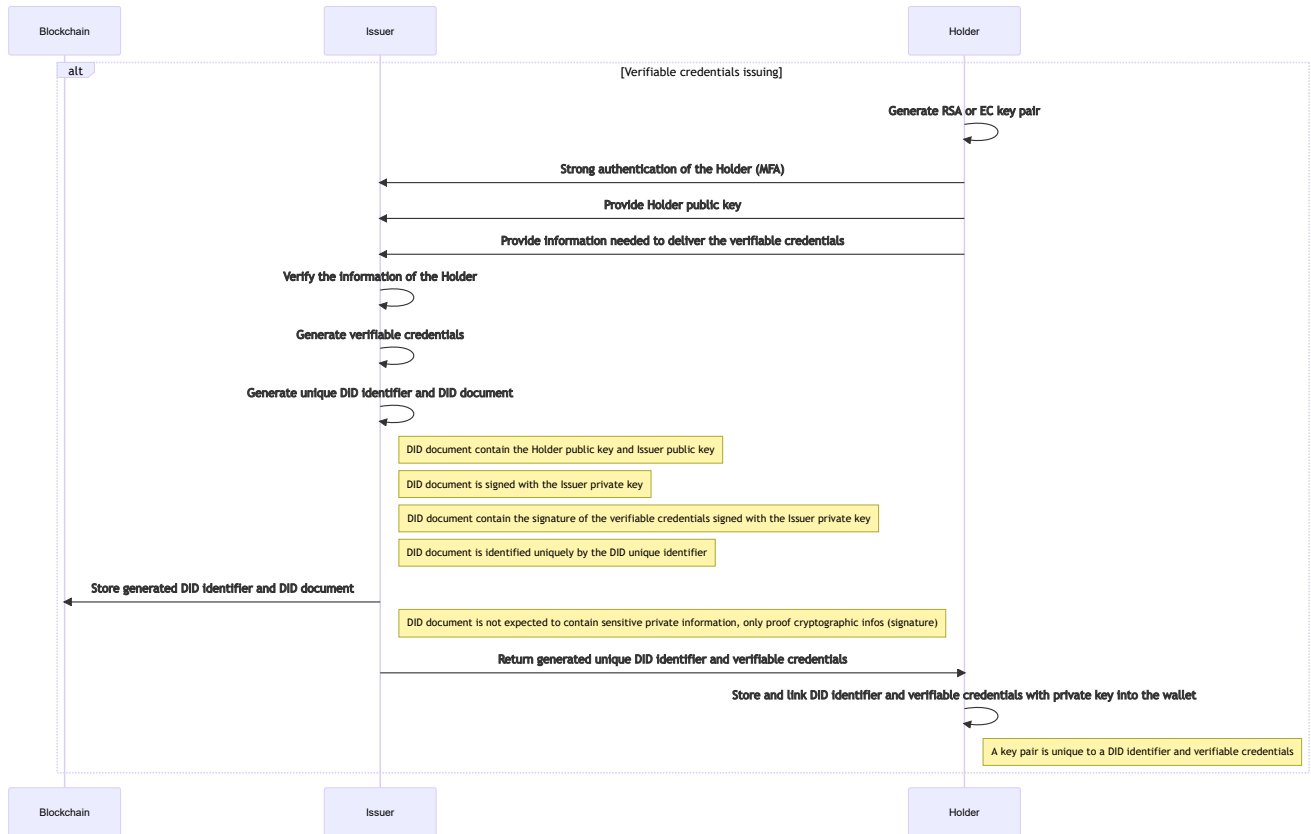 Blockchain
Issuer
Holder
alt
[Verifiable credentials issuing]
Generate RSA or EC key pair
Strong authentication of the Holder (MFA)
Provide Holder public key
Provide information needed to deliver the verifiable credentials
Verify the information of the Holder
Generate verifiable credentials
Generate unique DID identifier and DID document
DID document contain the Holder public key and Issuer public key
DID document is signed with the Issuer private key
DID document contain the signature of the verifiable credentials signed with the Issuer private key
DID document is identified uniquely by the DID unique identifier
Store generated DID identifier and DID document
DID document is not expected to contain sensitive private information, only proof cryptographic infos (signature)
Return generated unique DID identifier and verifiable credentials
Store and link DID identifier and verifiable credentials with private key into the wallet
A key pair is unique to a DID identifier and verifiable credentials
Blockchain
Issuer
Holder